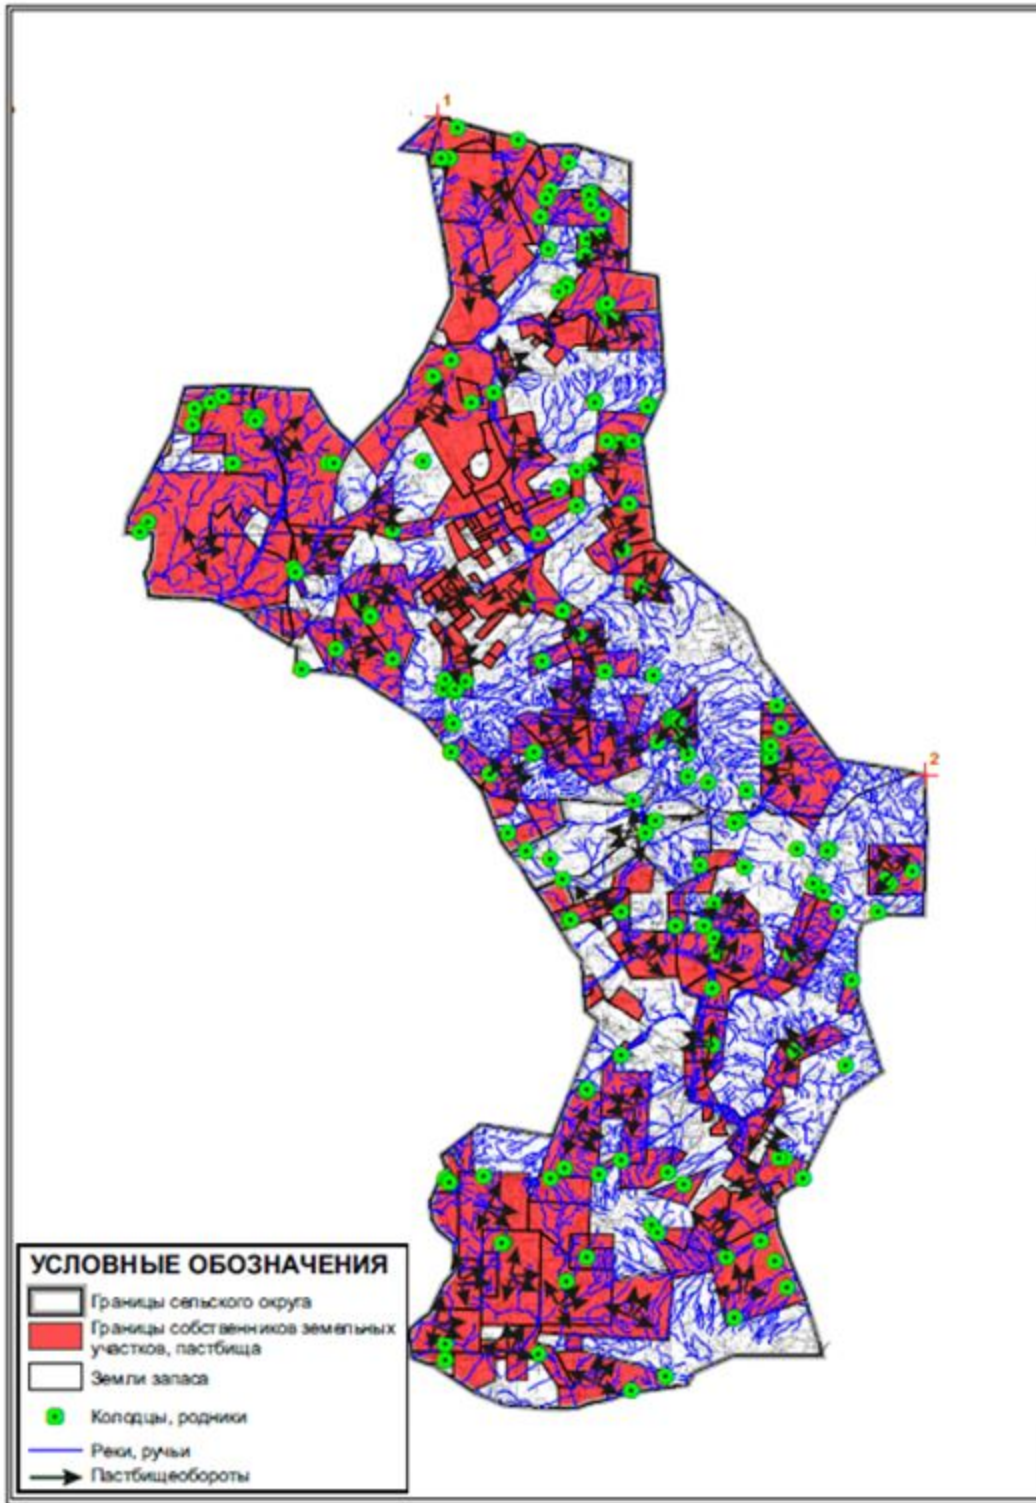 1
2
УСЛОВНЫЕ ОБОЗНАЧЕНИЯ
Границы сельского округа
Границы собственников земельных
участков, пастбища
Земли запаса
Колодцы, родники
Реки, ручьи
Пастбищеобороты